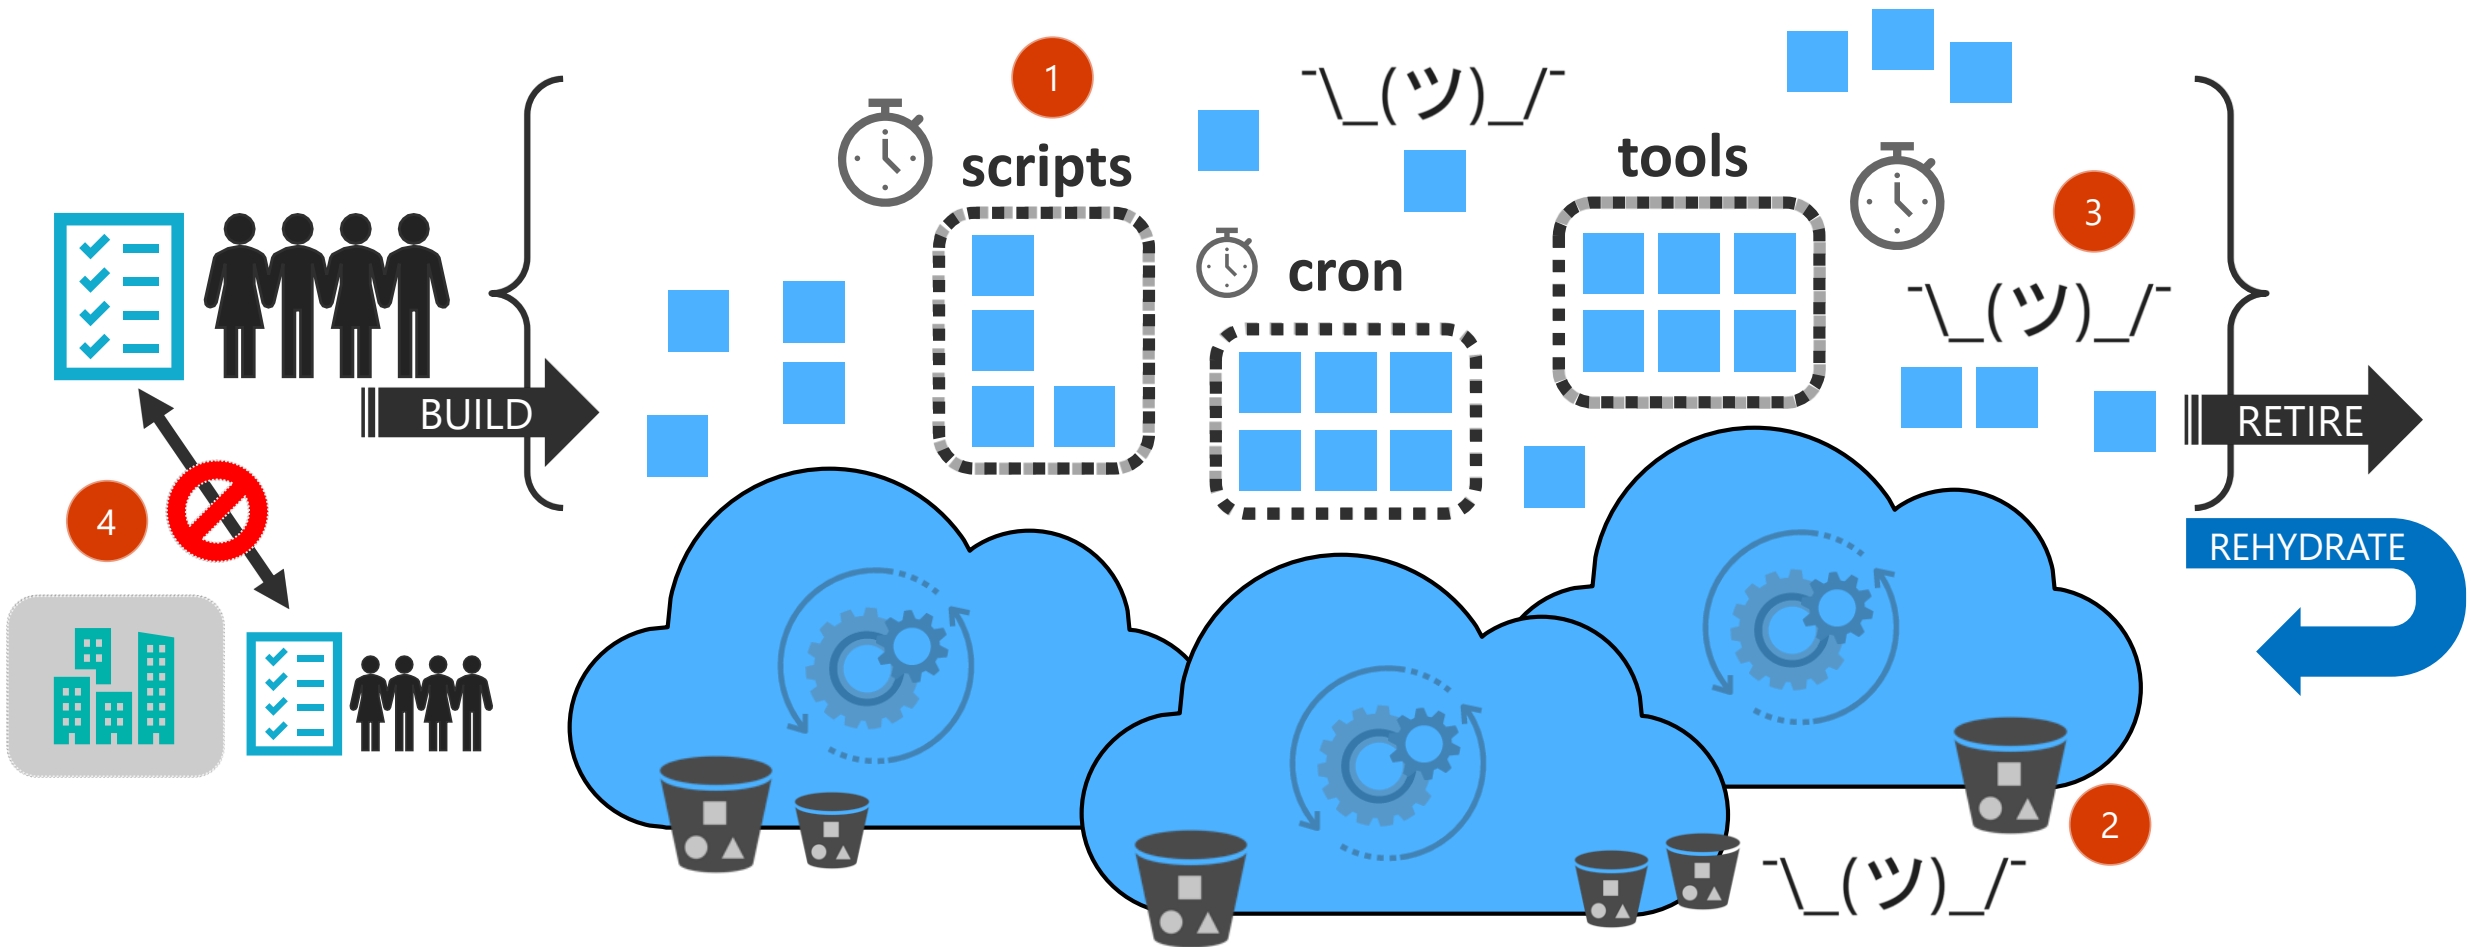 1
¯\_(ツ)_/¯
scripts
tools
3
cron
¯\_(ツ)_/¯
BUILD
RETIRE
4
REHYDRATE
2
¯\_(ツ)_/¯